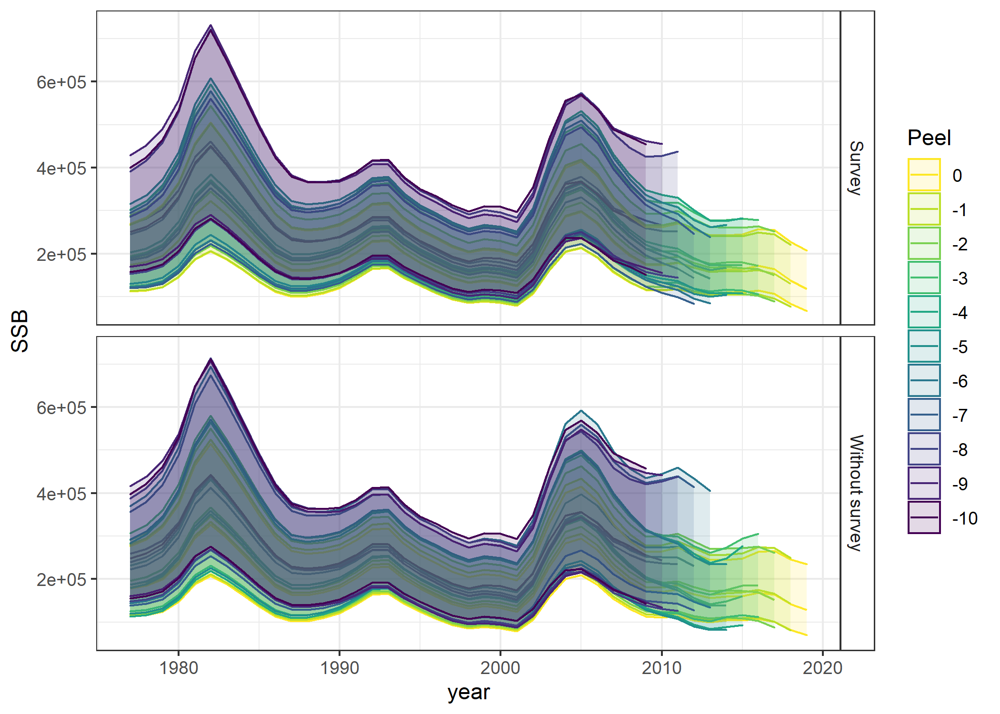 SSB
6e+05
4e+05
2e+05
Survey
6e+05
4e+05
2e+05
Without survey
1980
1990
2000
2010
2020
year
Peel
0
-1
-2
-3
-4
-5
-6
-7
-8
-9
-10